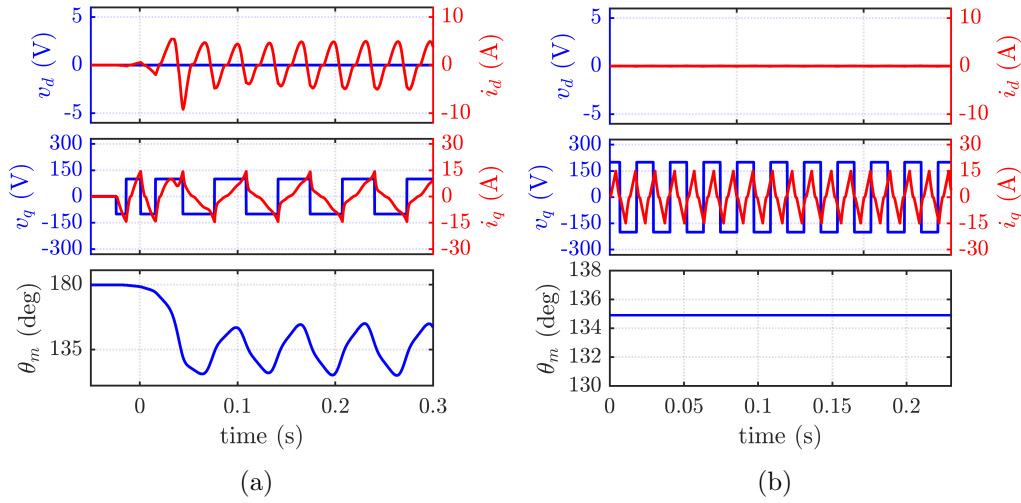 5 10 5 10
v_d (V) 0 0 i_d (A) v_d (V) 0 0 i_d (A)
-5 -10 -5 -10
300 30 300 30
150 15 150 15
v_q (V) 0 0 i_q (A) v_q (V) 0 0 i_q (A)
-150 -15 -150 -15
-300 -30 -300 -30
180 138
136
θ_m (deg) 135 θ_m (deg) 134
132
130
0 0.1 0.2 0.3 0 0.05 0.1 0.15 0.2
time (s) time (s)
(a) (b)